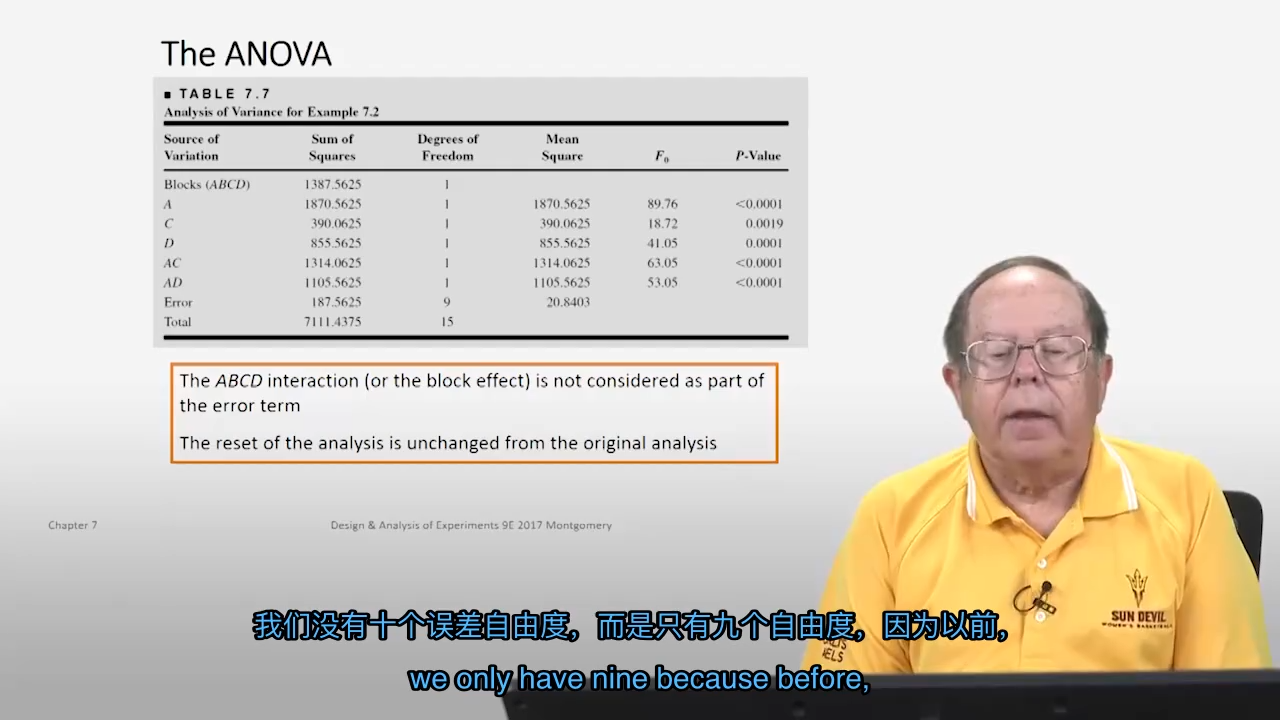 The ANOVA
■ TABLE 7.7
Analysis of Variance for Example 7.2
Source of Variation Sum of Squares Degrees of Freedom Mean Square F₀ P-Value
Blocks (ABCD) 1387.5625 1
A 1870.5625 1 1870.5625 89.76 <0.0001
C 390.0625 1 390.0625 18.72 0.0019
D 855.5625 1 855.5625 41.05 0.0001
AC 1314.0625 1 1314.0625 63.05 <0.0001
AD 1105.5625 1 1105.5625 53.05 <0.0001
Error 187.5625 9 20.8403
Total 7111.4375 15
The ABCD interaction (or the block effect) is not considered as part of
the error term
The reset of the analysis is unchanged from the original analysis
Chapter 7
Design & Analysis of Experiments 9E 2017 Montgomery
SUN DEVIL
WOMEN'S BASKETBALL
我们没有十个误差自由度，而是只有九个自由度，因为以前，
we only have nine because before,